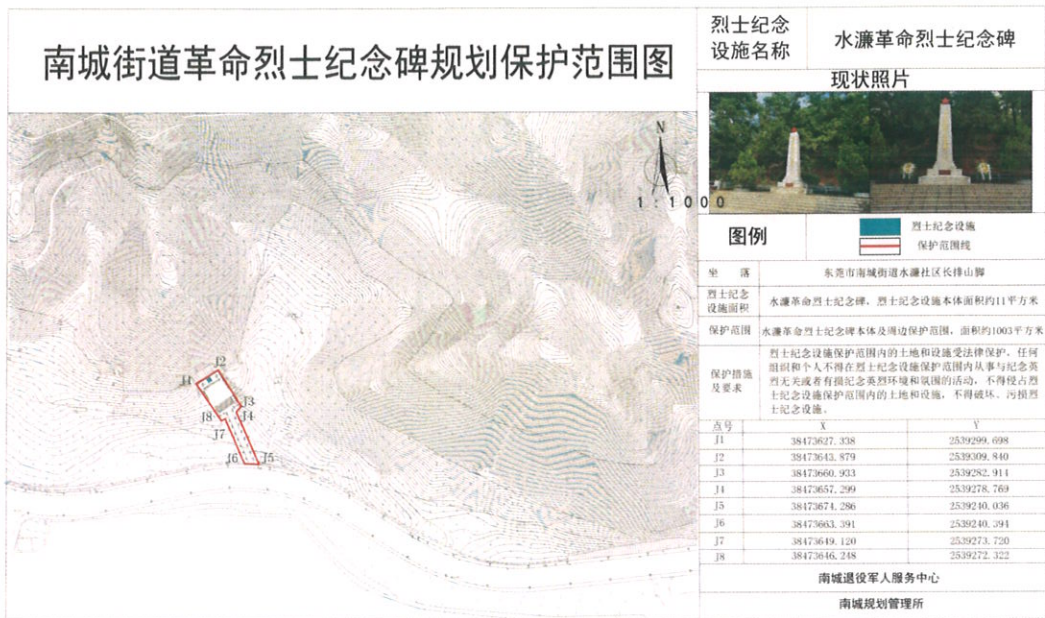 南城街道革命烈士纪念碑规划保护范围图
N
1:1000
J1
J2
J3
J4
J5
J6
J7
J8
烈士纪念
设施名称
水濂革命烈士纪念碑
现状照片
图例
烈士纪念设施
保护范围线
坐 落
东莞市南城街道水濂社区长排山脚
烈士纪念
设施面积
水濂革命烈士纪念碑，烈士纪念设施本体面积约11平方米
保护范围
水濂革命烈士纪念碑本体及周边保护范围，面积约1003平方米
保护措施
及要求
烈士纪念设施保护范围内的土地和设施受法律保护，任何
组织和个人不得在烈士纪念设施保护范围内从事与纪念英
烈无关或者有损纪念英烈环境和氛围的活动，不得侵占烈
士纪念设施保护范围内的土地和设施，不得破坏、污损烈
士纪念设施。
点号 X Y
J1 38473627.338 2539299.698
J2 38473643.879 2539309.840
J3 38473660.933 2539282.914
J4 38473657.299 2539278.769
J5 38473674.286 2539240.036
J6 38473663.391 2539240.394
J7 38473649.120 2539273.720
J8 38473646.248 2539272.322
南城退役军人服务中心
南城规划管理所